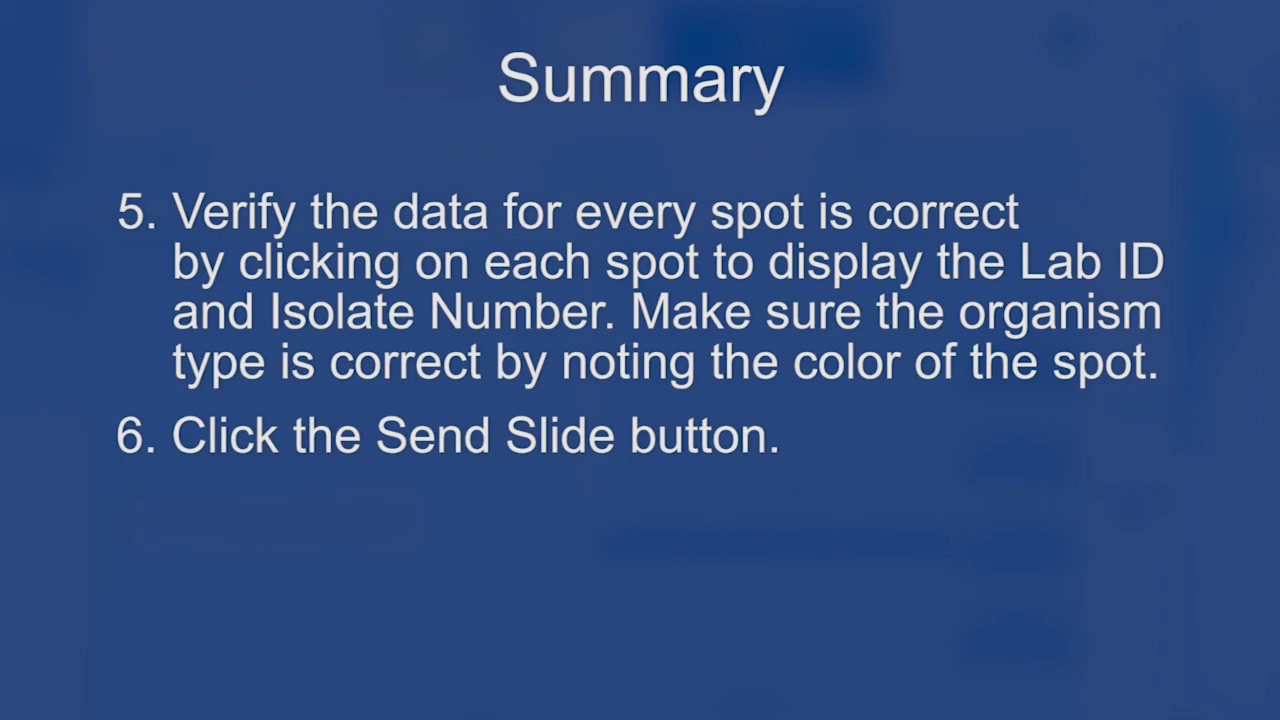 Summary
5. Verify the data for every spot is correct
by clicking on each spot to display the Lab ID
and Isolate Number. Make sure the organism
type is correct by noting the color of the spot.
6. Click the Send Slide button.